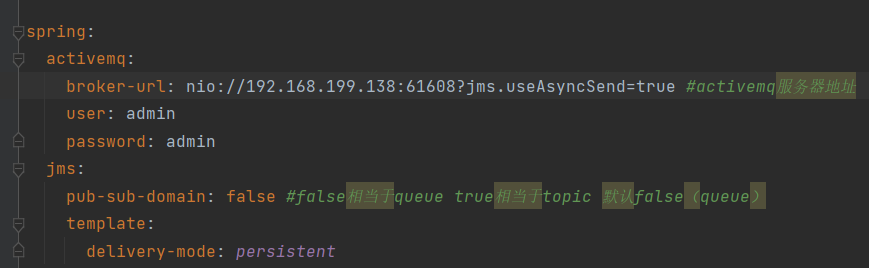 spring:
activemq:
broker-url: nio://192.168.199.138:61608?jms.useAsyncSend=true #activemq服务器地址
user: admin
password: admin
jms:
pub-sub-domain: false #false相当于queue true相当于topic 默认false（queue）
template:
delivery-mode: persistent